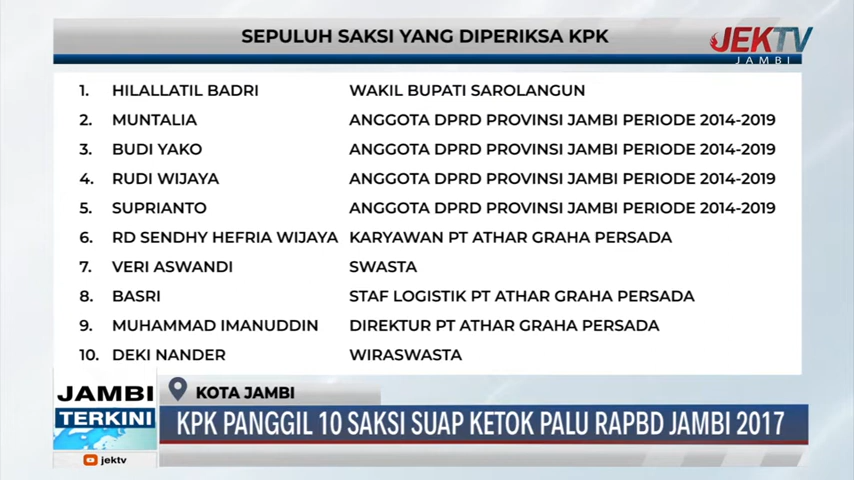 SEPULUH SAKSI YANG DIPERIKSA KPK
JEKTV
JAMBI
1. HILALLATIL BADRI WAKIL BUPATI SAROLANGUN
2. MUNTALIA ANGGOTA DPRD PROVINSI JAMBI PERIODE 2014-2019
3. BUDI YAKO ANGGOTA DPRD PROVINSI JAMBI PERIODE 2014-2019
4. RUDI WIJAYA ANGGOTA DPRD PROVINSI JAMBI PERIODE 2014-2019
5. SUPRIANTO ANGGOTA DPRD PROVINSI JAMBI PERIODE 2014-2019
6. RD SENDHY HEFRIA WIJAYA KARYAWAN PT ATHAR GRAHA PERSADA
7. VERI ASWANDI SWASTA
8. BASRI STAF LOGISTIK PT ATHAR GRAHA PERSADA
9. MUHAMMAD IMANUDDIN DIREKTUR PT ATHAR GRAHA PERSADA
10. DEKI NANDER WIRASWASTA
JAMBI
TERKINI
jektv
KOTA JAMBI
KPK PANGGIL 10 SAKSI SUAP KETOK PALU RAPBD JAMBI 2017